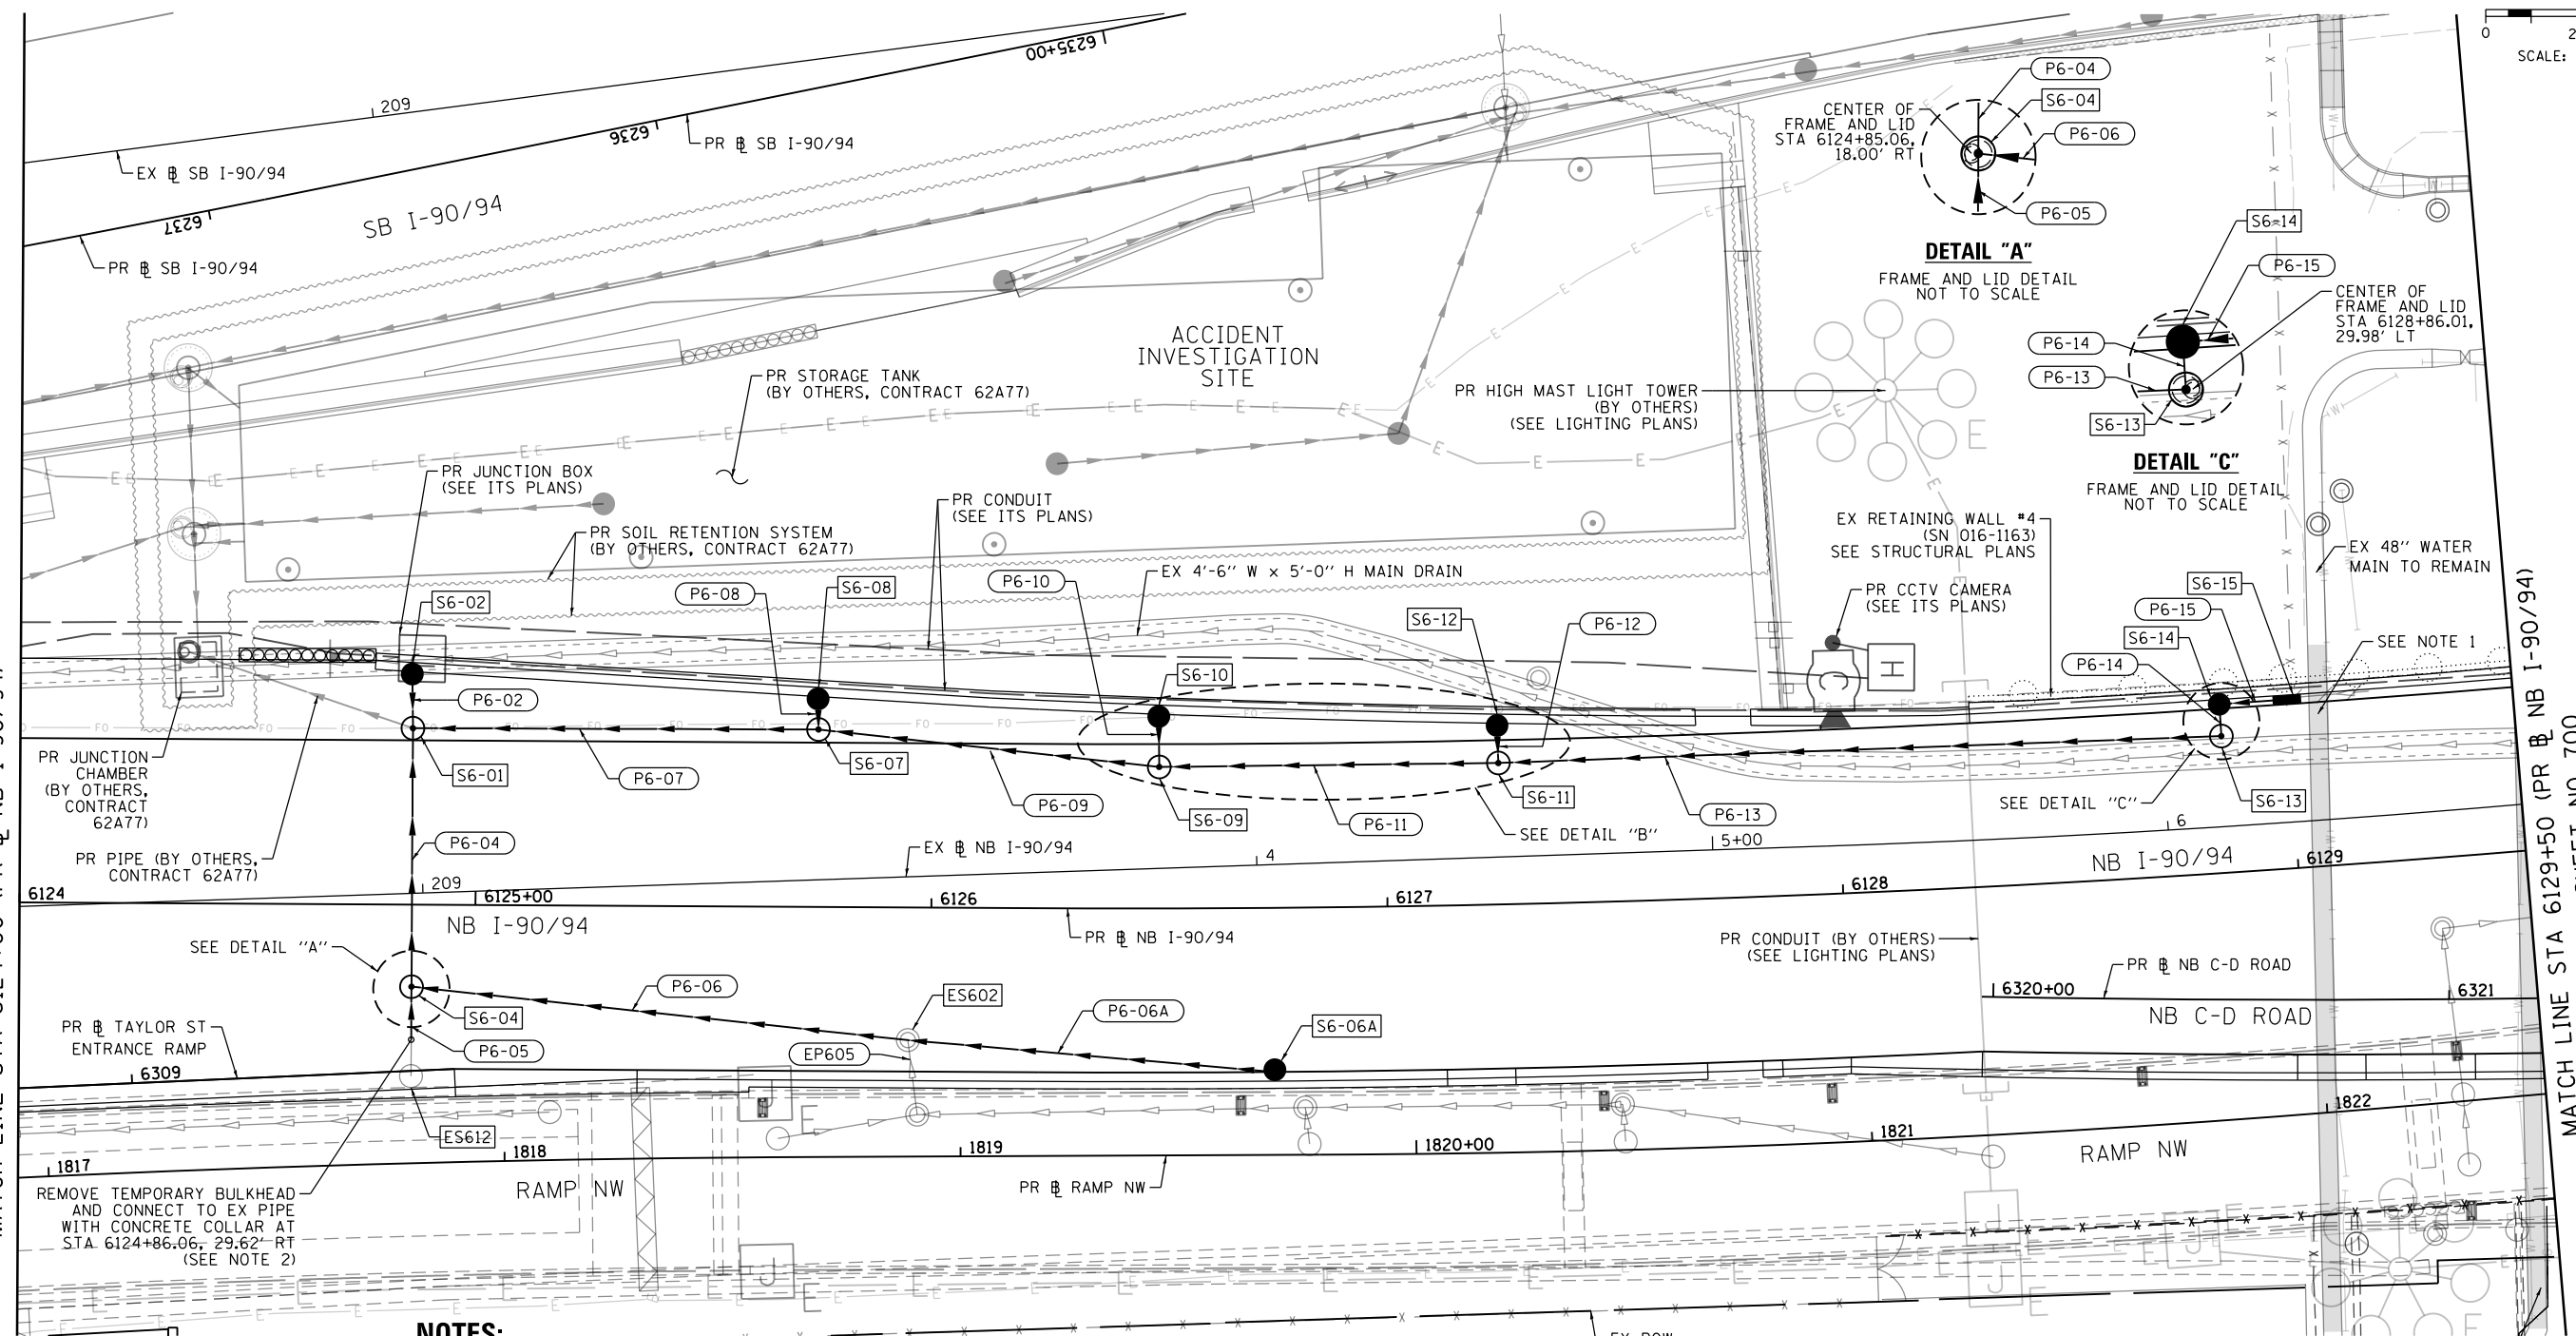 6235+00
209
6236
PR ℄ SB I-90/94
EX ℄ SB I-90/94
SB I-90/94
6237
PR ℄ SB I-90/94
0
SCALE:
P6-04
S6-04
CENTER OF
FRAME AND LID
STA 6124+85.06,
18.00' RT
P6-06
P6-05
DETAIL "A"
FRAME AND LID DETAIL
NOT TO SCALE
S6-14
P6-15
CENTER OF
FRAME AND LID
STA 6128+86.01,
29.98' LT
P6-14
P6-13
S6-13
DETAIL "C"
FRAME AND LID DETAIL
NOT TO SCALE
ACCIDENT
INVESTIGATION
SITE
PR STORAGE TANK
(BY OTHERS, CONTRACT 62A77)
PR HIGH MAST LIGHT TOWER
(BY OTHERS)
(SEE LIGHTING PLANS)
PR JUNCTION BOX
(SEE ITS PLANS)
PR CONDUIT
(SEE ITS PLANS)
PR SOIL RETENTION SYSTEM
(BY OTHERS, CONTRACT 62A77)
EX RETAINING WALL #4
(SN 016-1163)
SEE STRUCTURAL PLANS
EX 48" WATER
MAIN TO REMAIN
EX 4'-6" W x 5'-0" H MAIN DRAIN
PR CCTV CAMERA
(SEE ITS PLANS)
S6-02
P6-08
S6-08
P6-10
S6-12
P6-12
S6-15
P6-15
S6-14
P6-14
SEE NOTE 1
S6-10
P6-02
H
C
FO
PR JUNCTION
CHAMBER
(BY OTHERS,
CONTRACT
62A77)
S6-01
P6-07
S6-07
P6-09
S6-09
P6-11
S6-11
SEE DETAIL "B"
P6-13
SEE DETAIL "C"
S6-13
P6-04
PR PIPE (BY OTHERS,
CONTRACT 62A77)
EX ℄ NB I-90/94
4
5+00
6
209
6124
6125+00
6126
6127
6128
6129
NB I-90/94
NB I-90/94
SEE DETAIL "A"
PR ℄ NB I-90/94
PR CONDUIT (BY OTHERS)
(SEE LIGHTING PLANS)
PR ℄ NB C-D ROAD
P6-06
ES602
P6-06A
S6-06A
S6-04
P6-05
EP605
6320+00
6321
NB C-D ROAD
PR ℄ TAYLOR ST
ENTRANCE RAMP
6309
ES612
1817
1818
1819
1820+00
1821
1822
RAMP NW
RAMP NW
PR ℄ RAMP NW
REMOVE TEMPORARY BULKHEAD
AND CONNECT TO EX PIPE
WITH CONCRETE COLLAR AT
STA 6124+86.06, 29.62' RT
(SEE NOTE 2)
J
J
J
E
NOTES:
MATCH LINE STA 6129+50 (PR ℄ NB I-90/94)